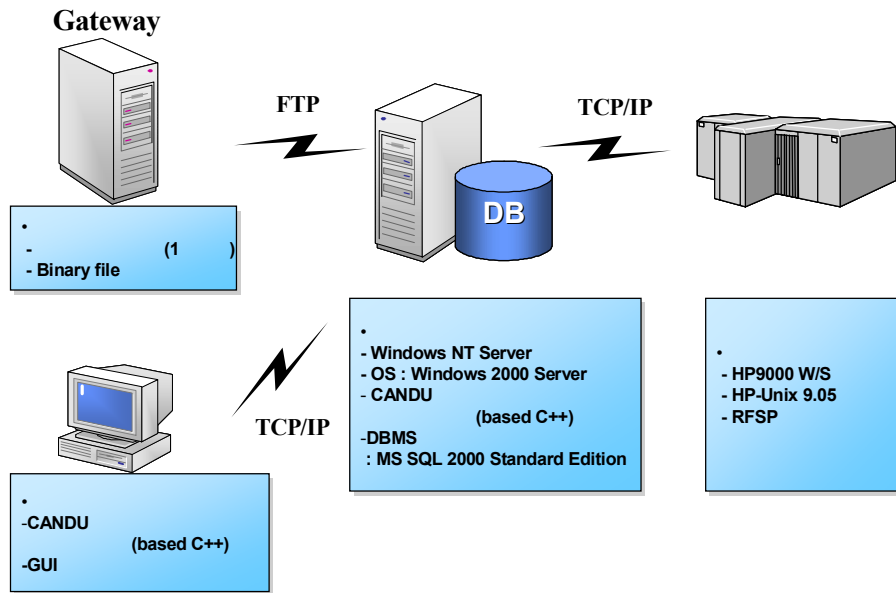 Gateway
FTP
TCP/IP
DB
•
- (1 )
- Binary file
•
- Windows NT Server
- OS : Windows 2000 Server
- CANDU
(based C++)
-DBMS
: MS SQL 2000 Standard Edition
•
- HP9000 W/S
- HP-Unix 9.05
- RFSP
TCP/IP
•
-CANDU
(based C++)
-GUI